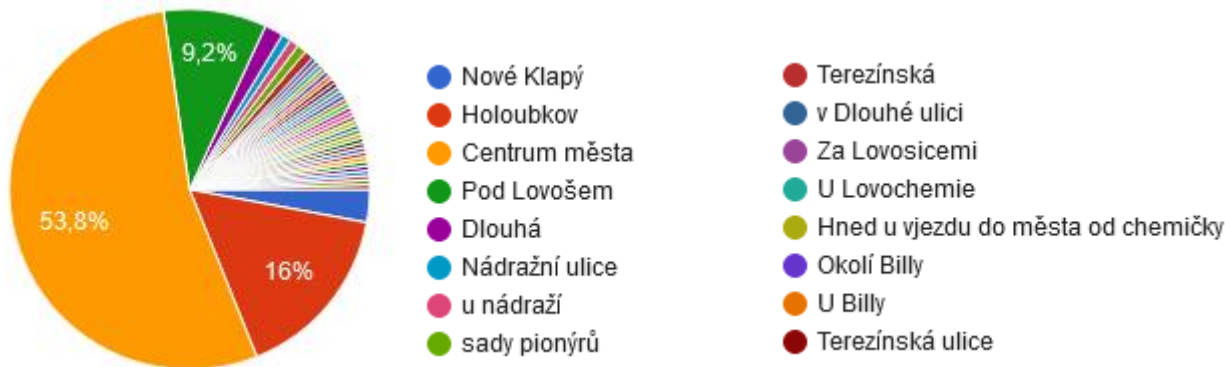 9,2%
53,8%
16%
Nové Klapý
Holoubkov
Centrum města
Pod Lovošem
Dlouhá
Nádražní ulice
u nádraží
sady pionýrů
Terezínská
v Dlouhé ulici
Za Lovosicemi
U Lovochemie
Hned u vjezdu do města od chemičky
Okolí Billy
U Billy
Terezínská ulice